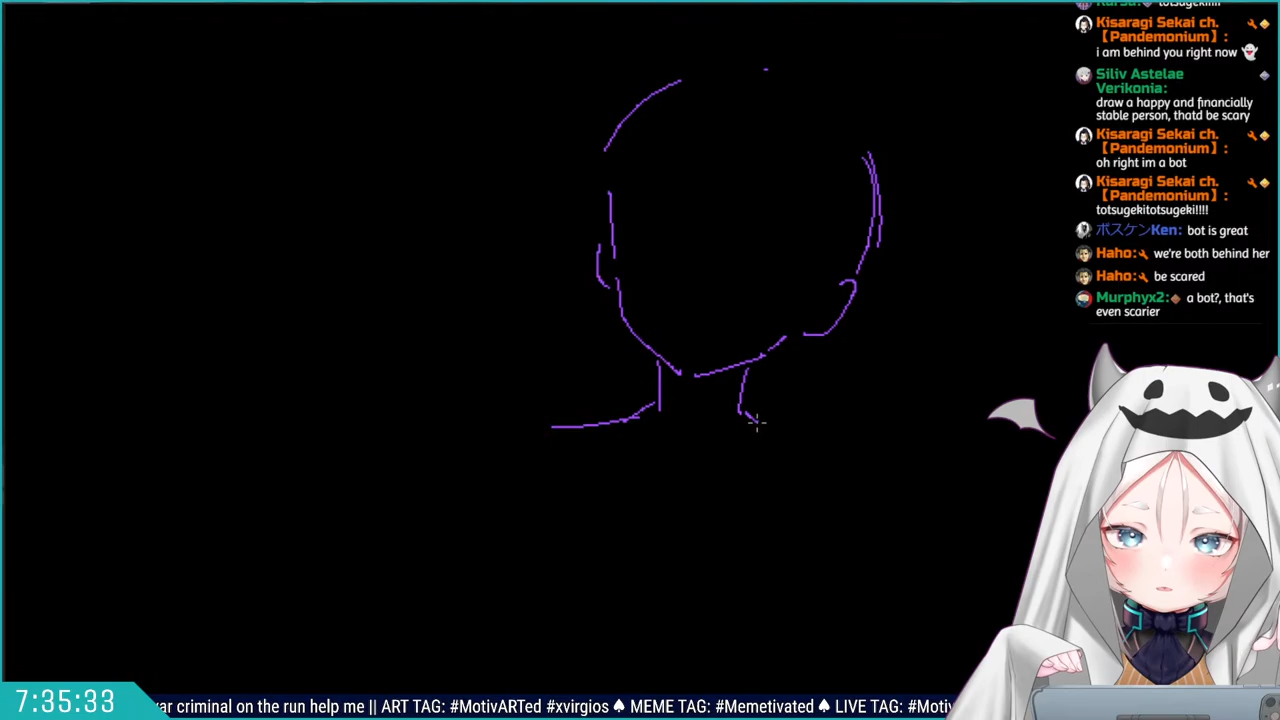 Kisaragi Sekai ch.
【Pandemonium】:
i am behind you right now
Siliv Astelae
Verikonia:
draw a happy and financially
stable person, thatd be scary
Kisaragi Sekai ch.
【Pandemonium】:
oh right im a bot
Kisaragi Sekai ch.
【Pandemonium】:
totsugekitotsugeki!!!!
ボスケンKen: bot is great
Haho: we're both behind her
Haho: be scared
Murphyx2: a bot?, that's
even scarier
7:35:33
criminal on the run help me || ART TAG: #MotivARTed #xvirgios ♠ MEME TAG: #Memetivated ♠ LIVE TAG: #Motiv